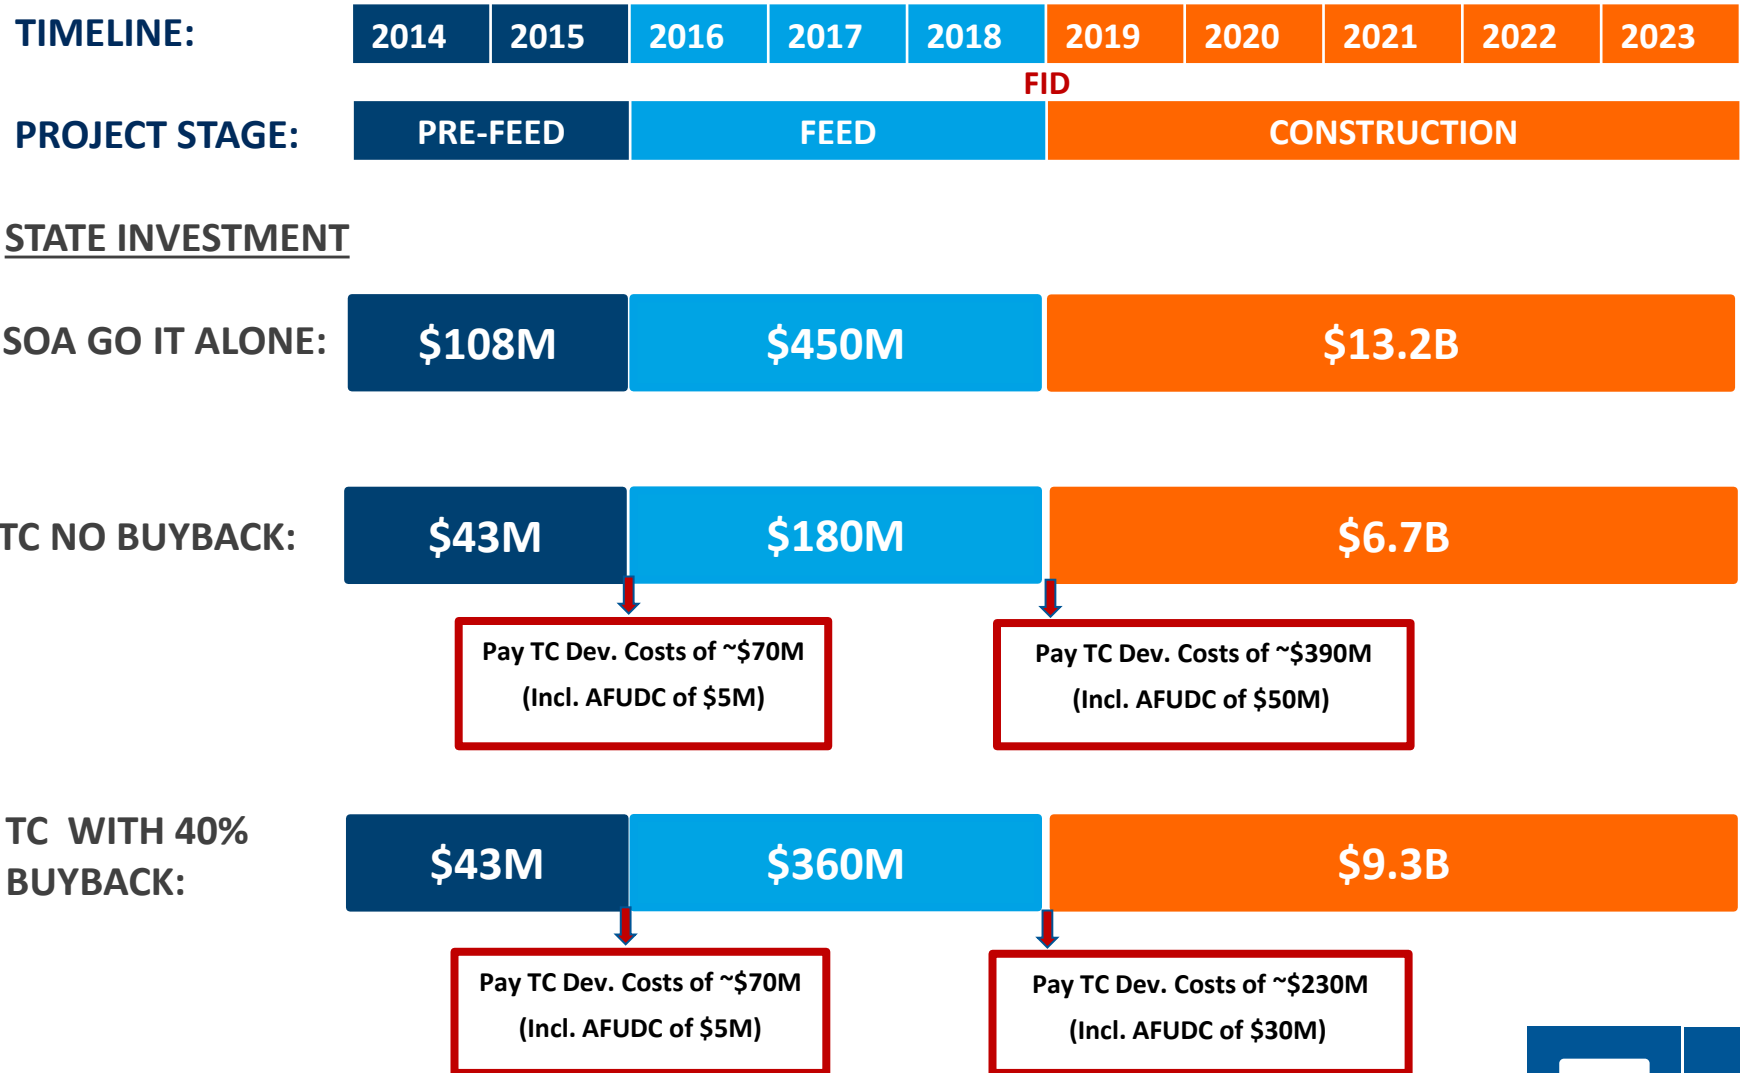 TIMELINE: 2014 2015 2016 2017 2018 2019 2020 2021 2022 2023
FID
PROJECT STAGE: PRE-FEED FEED CONSTRUCTION
STATE INVESTMENT
SOA GO IT ALONE: $108M $450M $13.2B
TC NO BUYBACK: $43M $180M $6.7B
Pay TC Dev. Costs of ~$70M
(Incl. AFUDC of $5M)
Pay TC Dev. Costs of ~$390M
(Incl. AFUDC of $50M)
TC WITH 40%
BUYBACK:
$43M $360M $9.3B
Pay TC Dev. Costs of ~$70M
(Incl. AFUDC of $5M)
Pay TC Dev. Costs of ~$230M
(Incl. AFUDC of $30M)